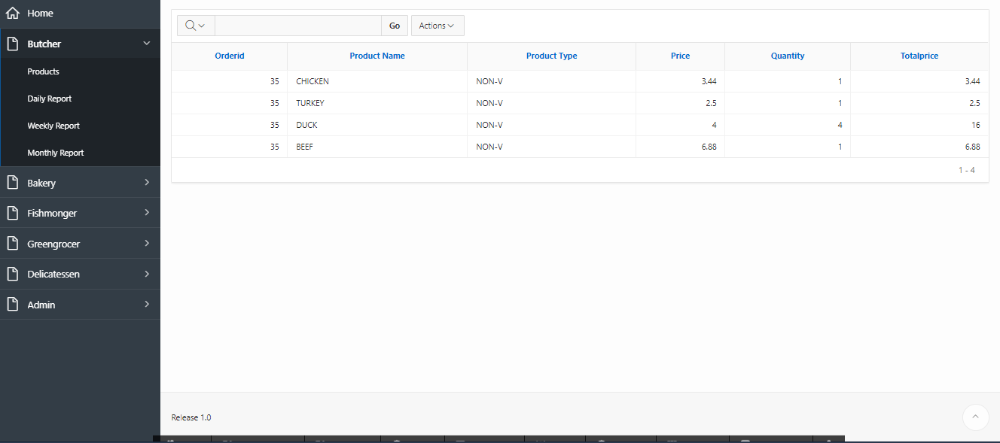 Home
Butcher
Products
Daily Report
Weekly Report
Monthly Report
Bakery
Fishmonger
Greengrocer
Delicatessen
Admin
Go Actions
Orderid Product Name Product Type Price Quantity Totalprice
35 CHICKEN NON-V 3.44 1 3.44
35 TURKEY NON-V 2.5 1 2.5
35 DUCK NON-V 4 4 16
35 BEEF NON-V 6.88 1 6.88
1 - 4
Release 1.0